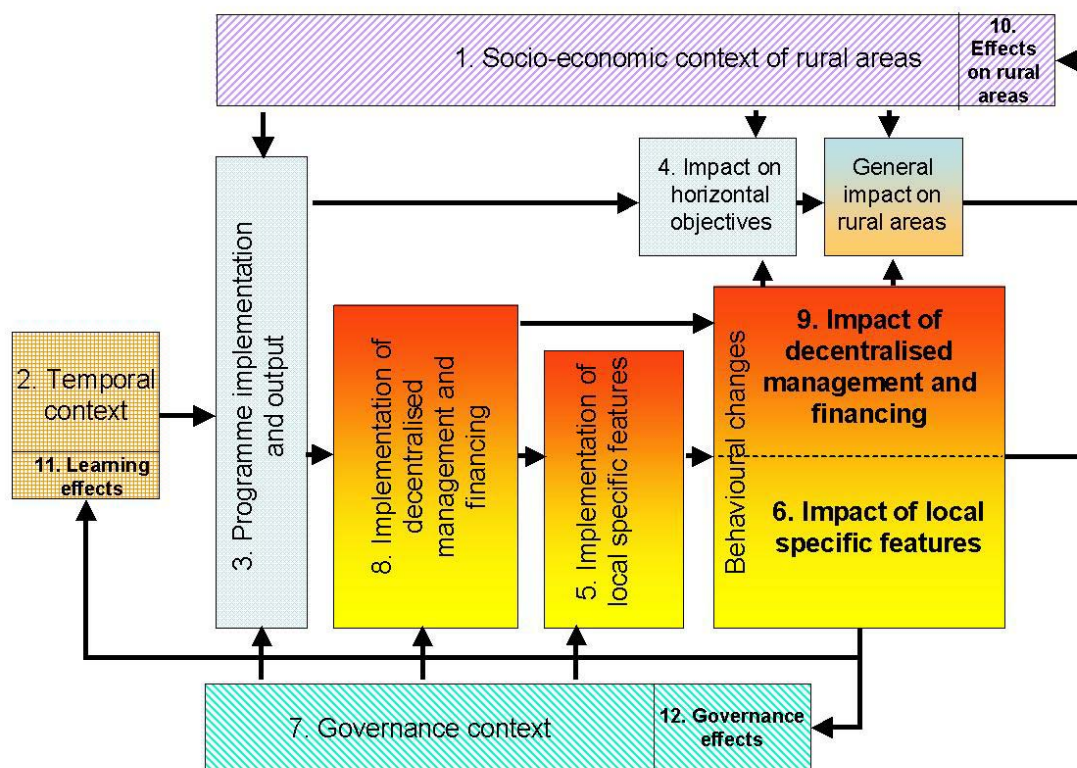 1. Socio-economic context of rural areas
10.
Effects
on rural
areas
4. Impact on
horizontal
objectives
General
impact on
rural areas
2. Temporal
context
11. Learning
effects
3. Programme implementation
and output
8. Implementation of
decentralised
management and
financing
5. Implementation of
local specific features
Behavioural changes
9. Impact of
decentralised
management and
financing
6. Impact of local
specific features
7. Governance context
12. Governance
effects